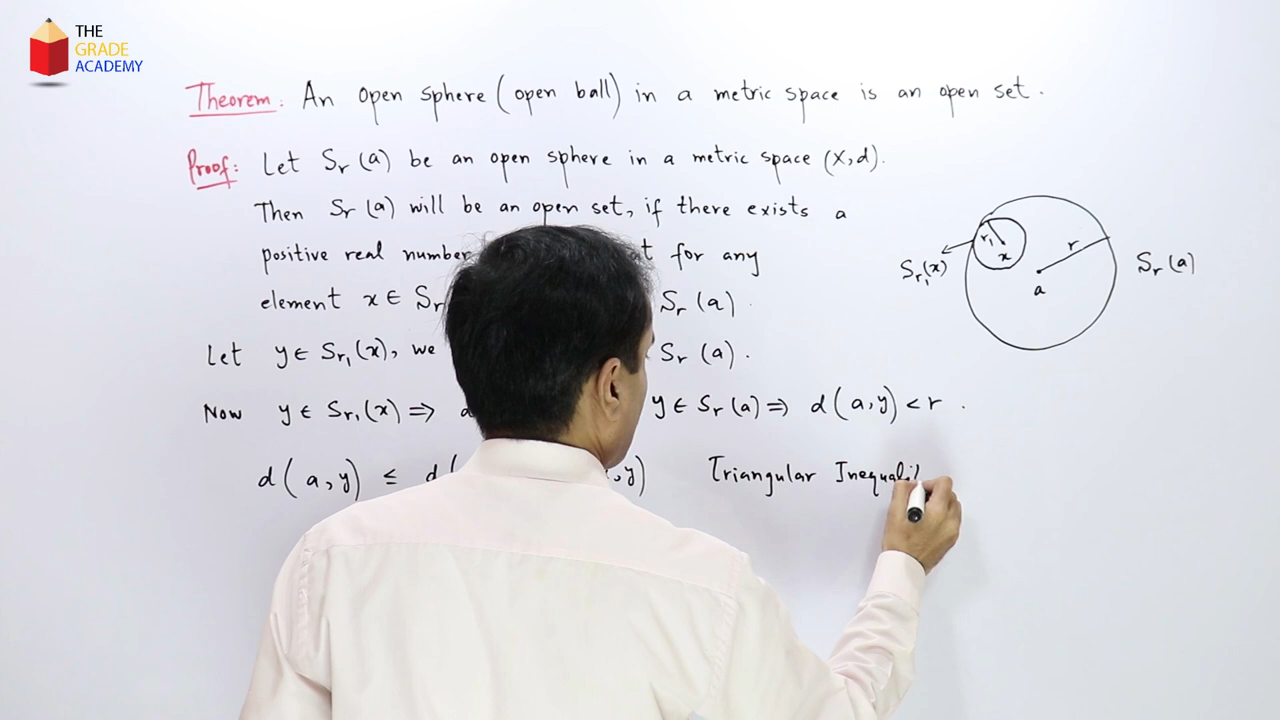 THE
GRADE
ACADEMY
Theorem: An open sphere (open ball) in a metric space is an open set.
Proof: Let Sr (a) be an open sphere in a metric space (X,d).
Then Sr (a) will be an open set, if there exists a
positive real number for any
element x ∈ Sr Sr (a).
Let y ∈ Sr₁(x), we Sr (a).
Now y ∈ Sr₁(x) ⇒ y ∈ Sr (a) ⇒ d(a,y) < r.
d(a,y) ≤ d( ,y) Triangular Inequali
r₁
x
Sr₁(x)
r
a
Sr (a)